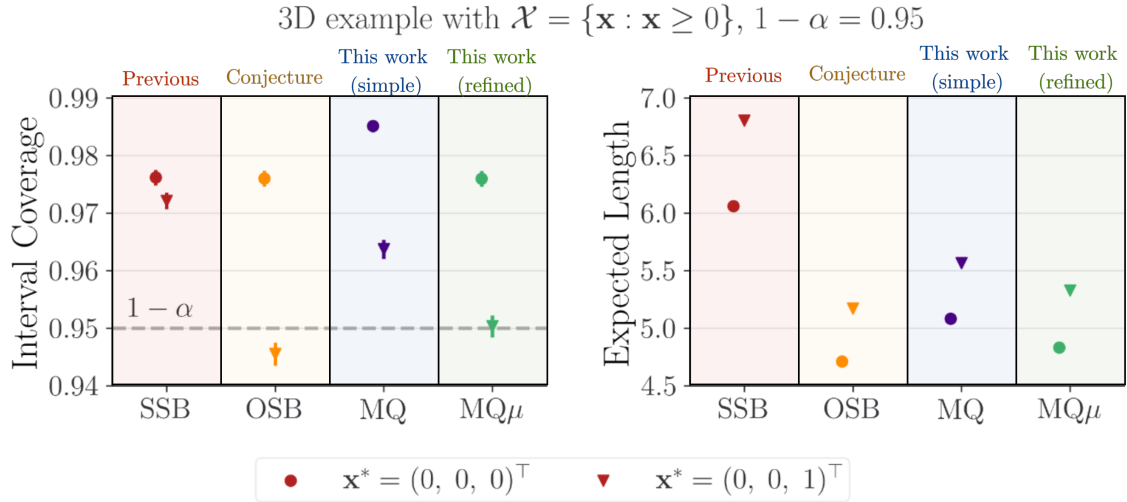 3D example with 𝒳 = {x : x ≥ 0}, 1 − α = 0.95
Previous
Conjecture
This work
(simple)
This work
(refined)
Interval Coverage
0.99
0.98
0.97
0.96
0.95
0.94
1 − α
SSB
OSB
MQ
MQμ
Previous
Conjecture
This work
(simple)
This work
(refined)
Expected Length
7.0
6.5
6.0
5.5
5.0
4.5
SSB
OSB
MQ
MQμ
x* = (0, 0, 0)⊤
x* = (0, 0, 1)⊤